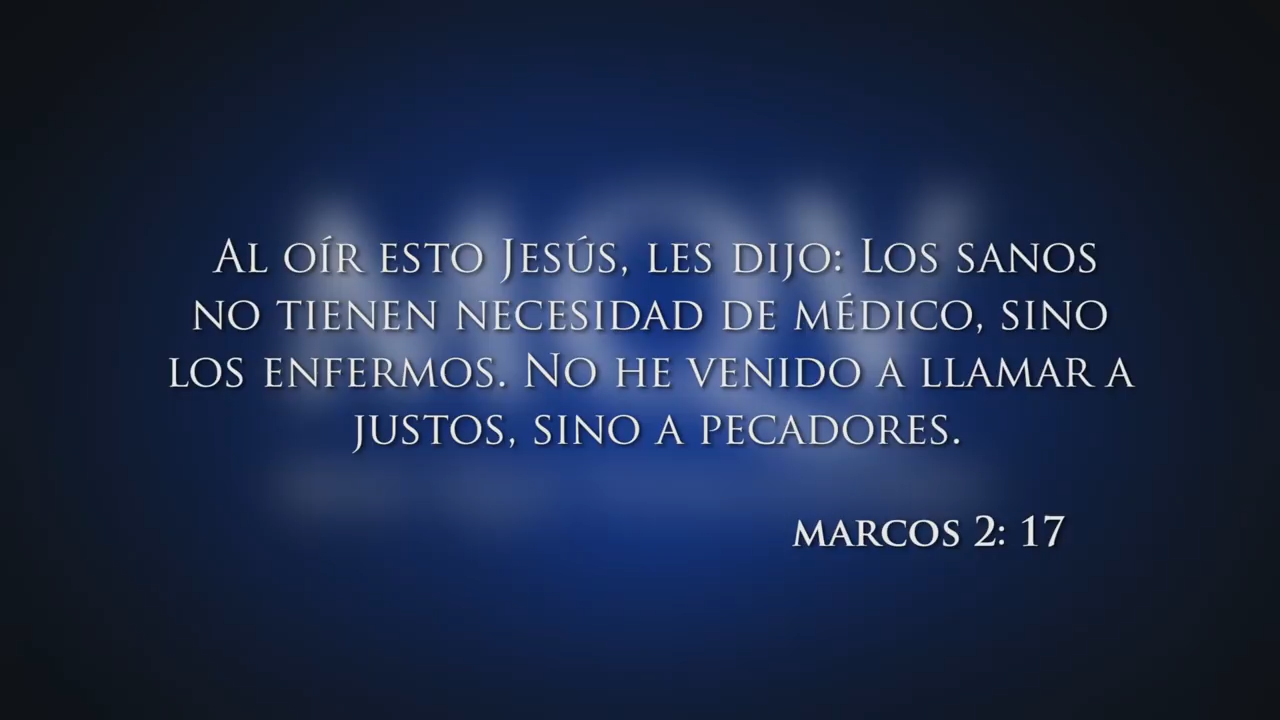 Al oír esto Jesús, les dijo: Los sanos
no tienen necesidad de médico, sino
los enfermos. No he venido a llamar a
justos, sino a pecadores.
marcos 2: 17